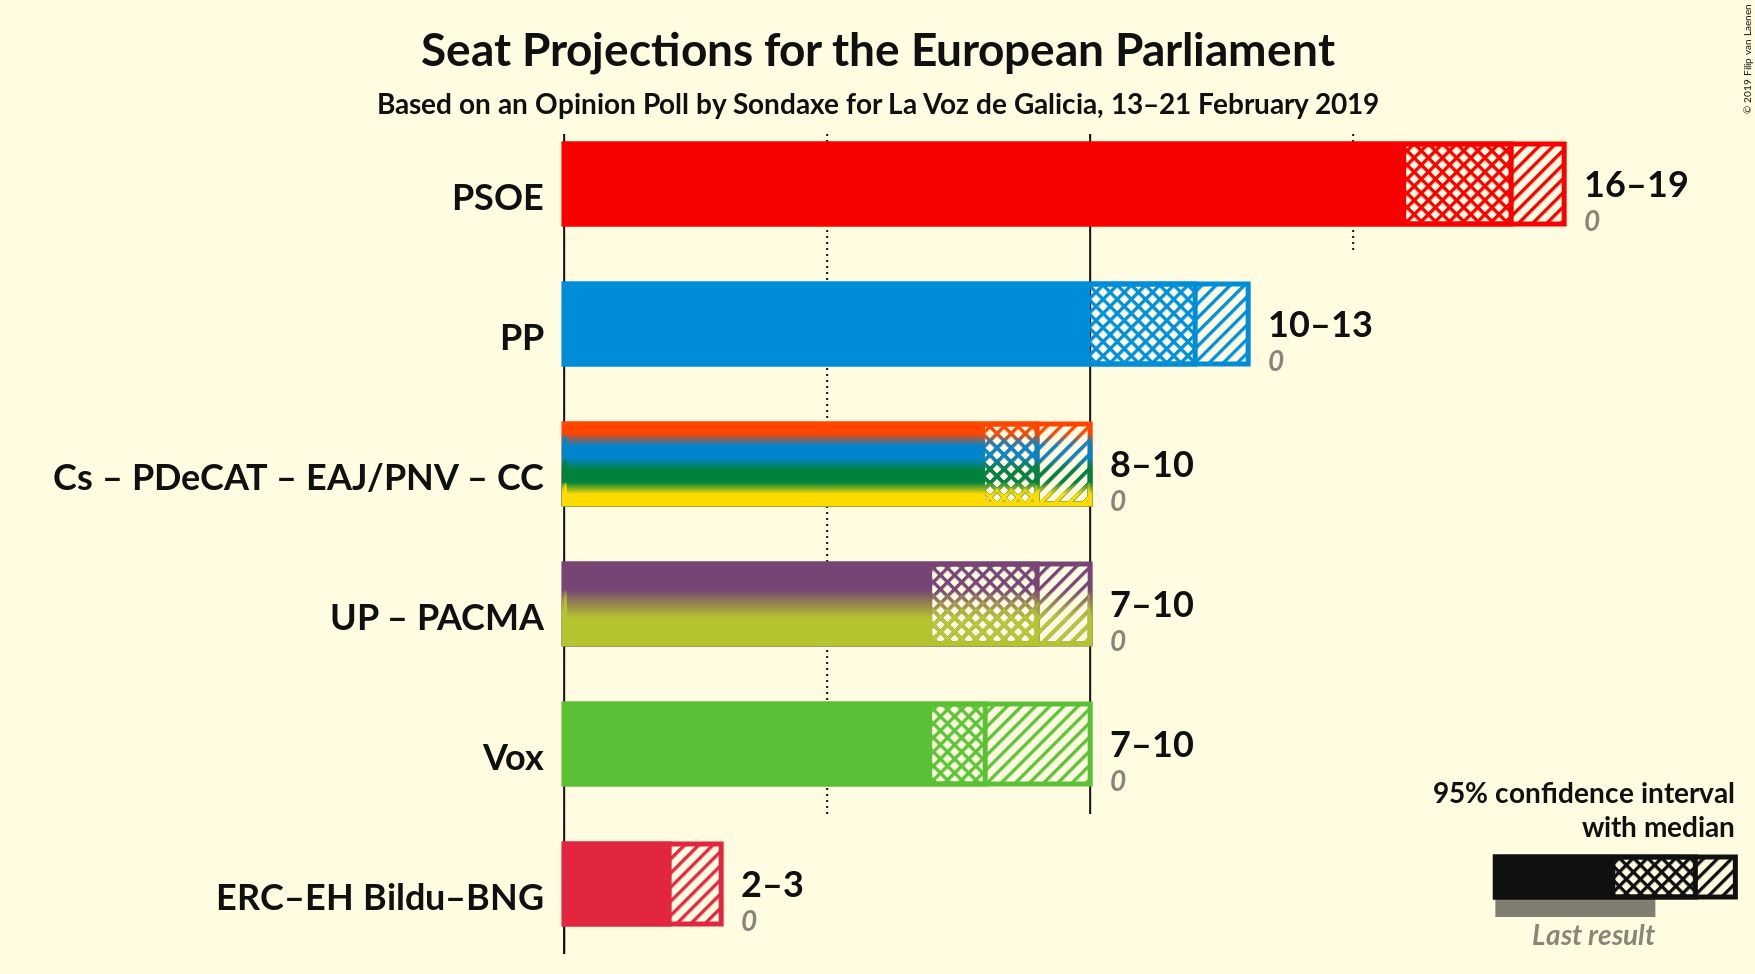 Seat Projections for the European Parliament
Based on an Opinion Poll by Sondaxe for La Voz de Galicia, 13–21 February 2019
© 2019 Filip van Laenen
PSOE
16–19
0
PP
10–13
0
Cs – PDeCAT – EAJ/PNV – CC
8–10
0
UP – PACMA
7–10
0
Vox
7–10
0
ERC–EH Bildu–BNG
2–3
0
95% confidence interval
with median
Last result